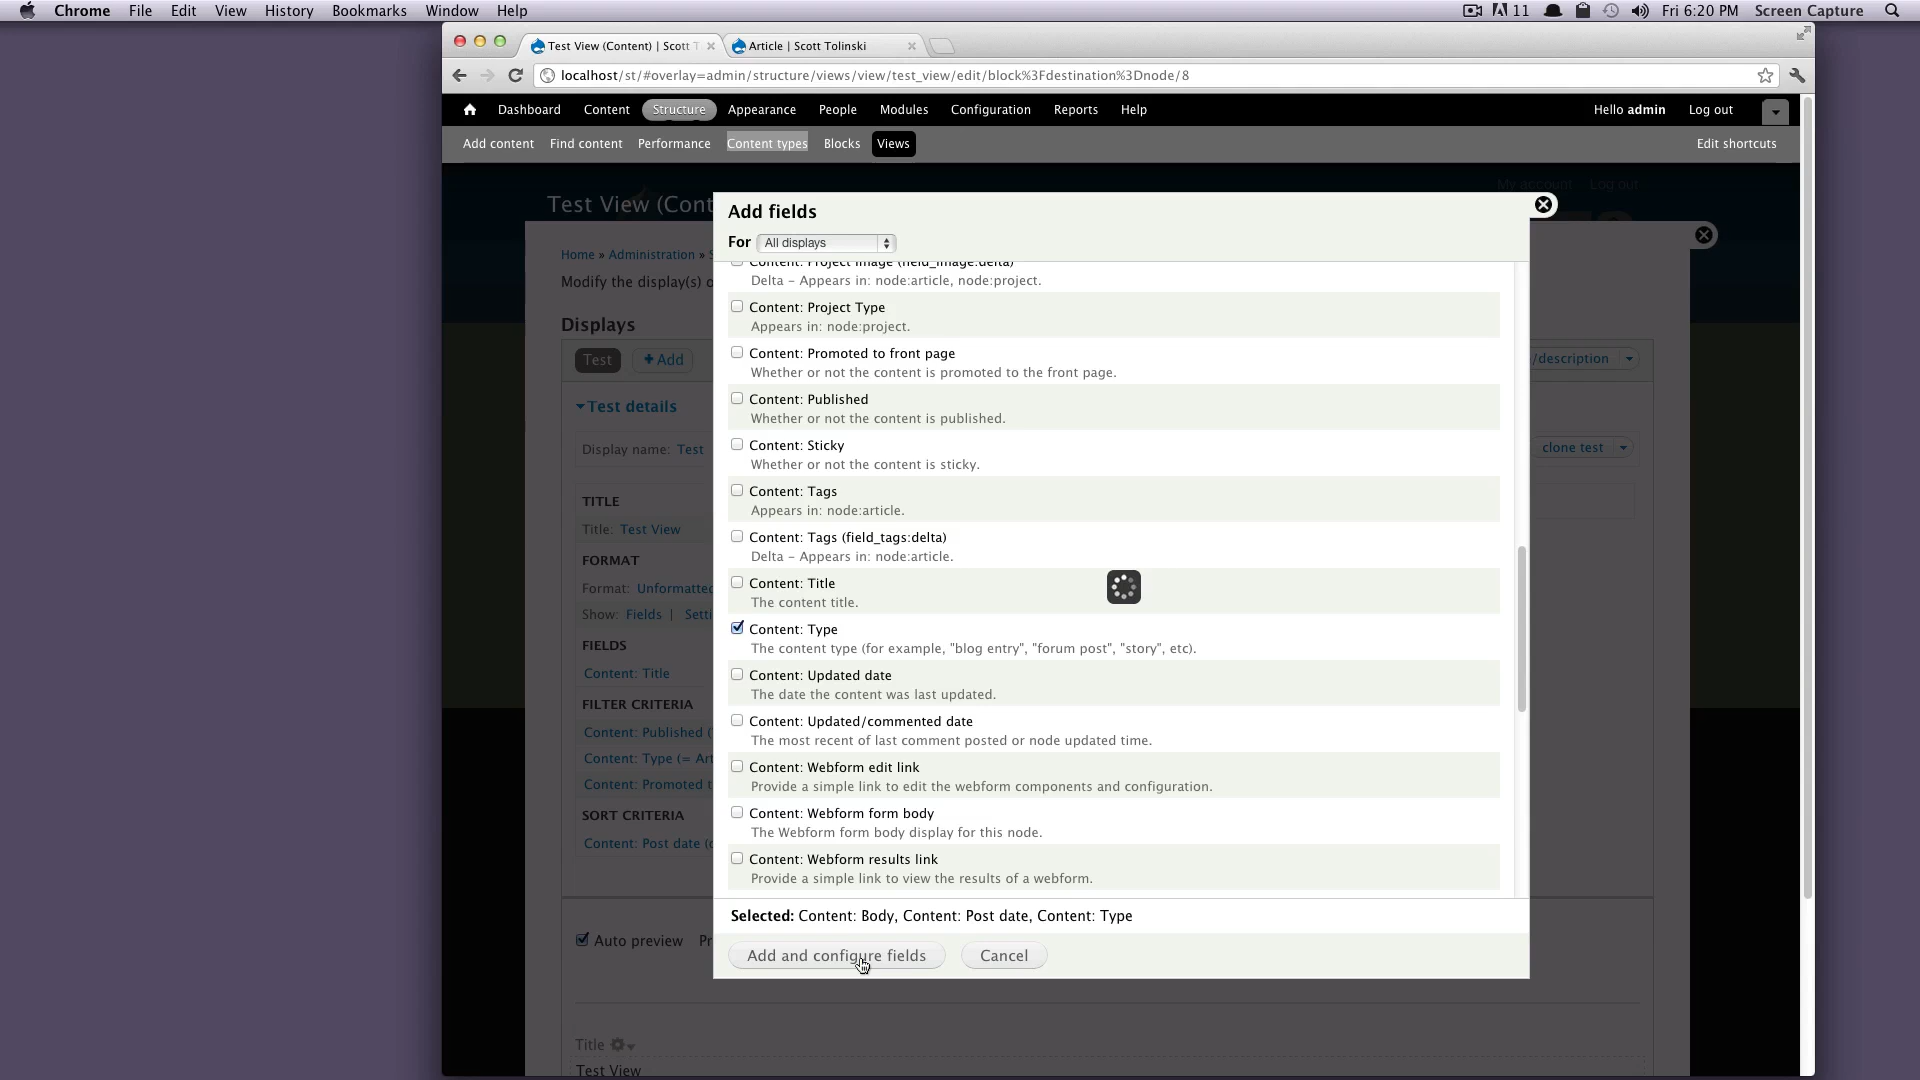 Chrome File Edit View History Bookmarks Window Help 11 Fri 6:20 PM Screen Capture
Test View (Content) | Scott T Article | Scott Tolinski
localhost/st/#overlay=admin/structure/views/view/test_view/edit/block%3Fdestination%3Dnode/8
Dashboard Content Structure Appearance People Modules Configuration Reports Help Hello admin Log out
Add content Find content Performance Content types Blocks Views Edit shortcuts
My account Log out
Test View (Cont
Add fields
For All displays
Home » Administration » S
Modify the display(s) o
Displays
Test + Add
/description
Test details
Display name: Test
clone test
TITLE
Title: Test View
FORMAT
Format: Unformatted
Show: Fields | Setti
FIELDS
Content: Title
FILTER CRITERIA
Content: Published (
Content: Type (= Art
Content: Promoted t
SORT CRITERIA
Content: Post date (d
Content: Project Image (field_image:delta)
Delta – Appears in: node:article, node:project.
Content: Project Type
Appears in: node:project.
Content: Promoted to front page
Whether or not the content is promoted to the front page.
Content: Published
Whether or not the content is published.
Content: Sticky
Whether or not the content is sticky.
Content: Tags
Appears in: node:article.
Content: Tags (field_tags:delta)
Delta – Appears in: node:article.
Content: Title
The content title.
Content: Type
The content type (for example, "blog entry", "forum post", "story", etc).
Content: Updated date
The date the content was last updated.
Content: Updated/commented date
The most recent of last comment posted or node updated time.
Content: Webform edit link
Provide a simple link to edit the webform components and configuration.
Content: Webform form body
The Webform form body display for this node.
Content: Webform results link
Provide a simple link to view the results of a webform.
Selected: Content: Body, Content: Post date, Content: Type
Add and configure fields Cancel
Auto preview Pr
Title
Test View